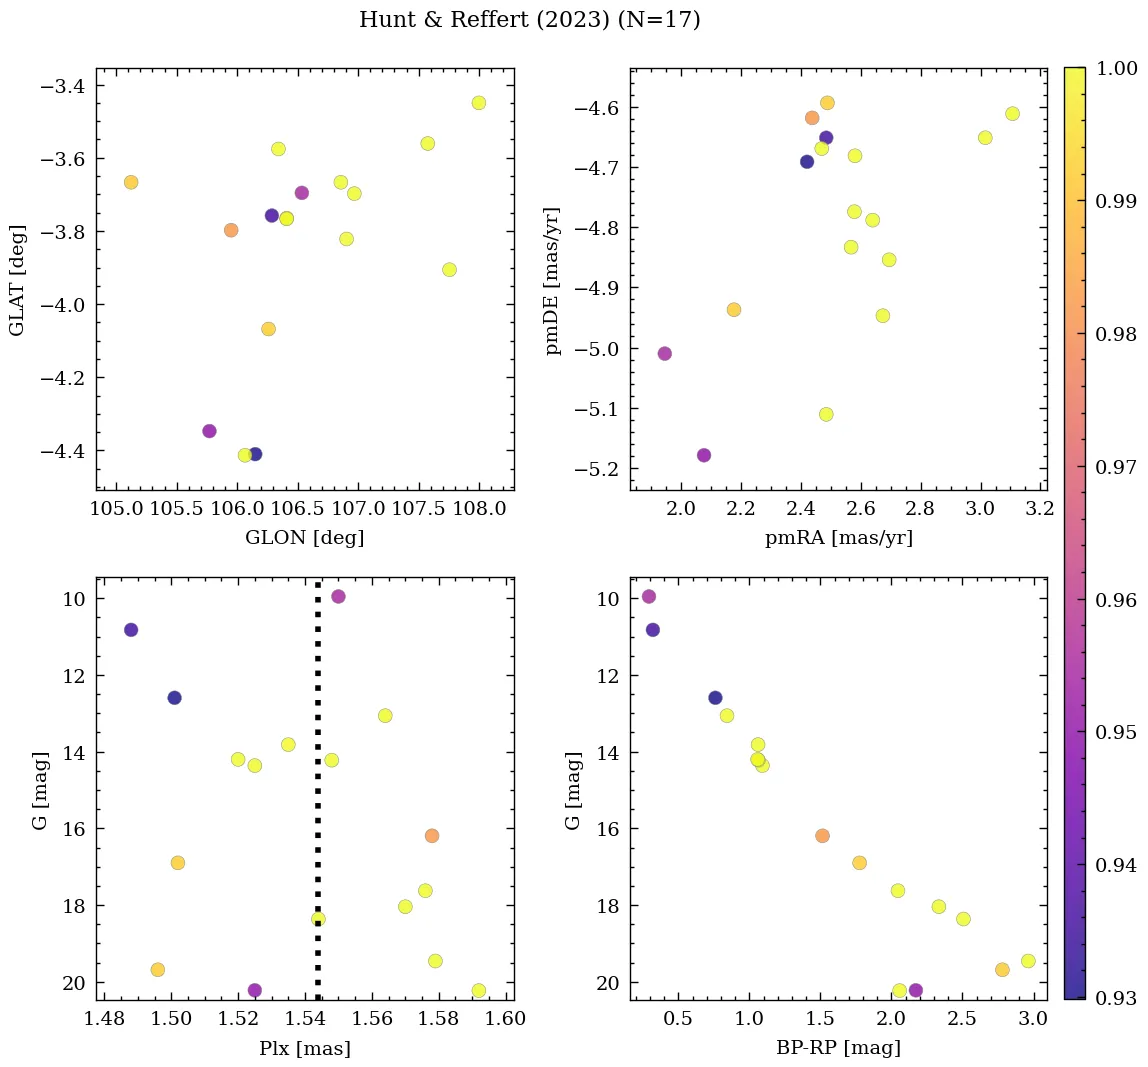 Hunt & Reffert (2023) (N=17)
−3.4
−3.6
−3.8
−4.0
−4.2
−4.4
GLAT [deg]
105.0 105.5 106.0 106.5 107.0 107.5 108.0
GLON [deg]
−4.6
−4.7
−4.8
−4.9
−5.0
−5.1
−5.2
pmDE [mas/yr]
2.0 2.2 2.4 2.6 2.8 3.0 3.2
pmRA [mas/yr]
10
12
14
16
18
20
G [mag]
1.48 1.50 1.52 1.54 1.56 1.58 1.60
Plx [mas]
10
12
14
16
18
20
G [mag]
0.5 1.0 1.5 2.0 2.5 3.0
BP-RP [mag]
1.00
0.99
0.98
0.97
0.96
0.95
0.94
0.93